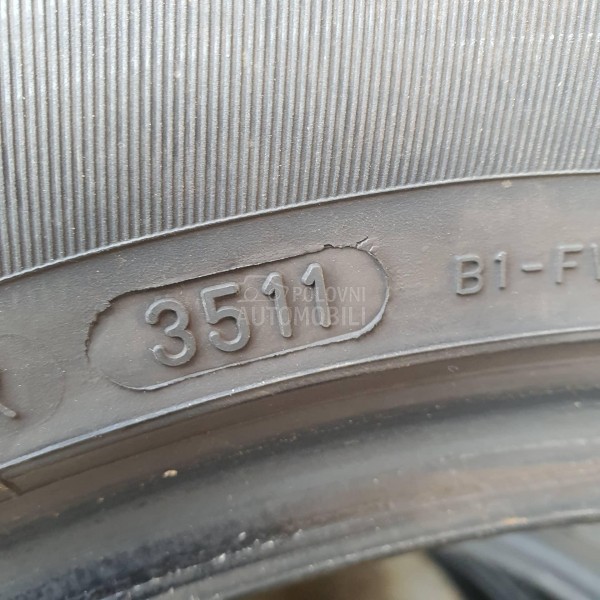 3511
B1-F
POLOVNI
AUTOMOBILI